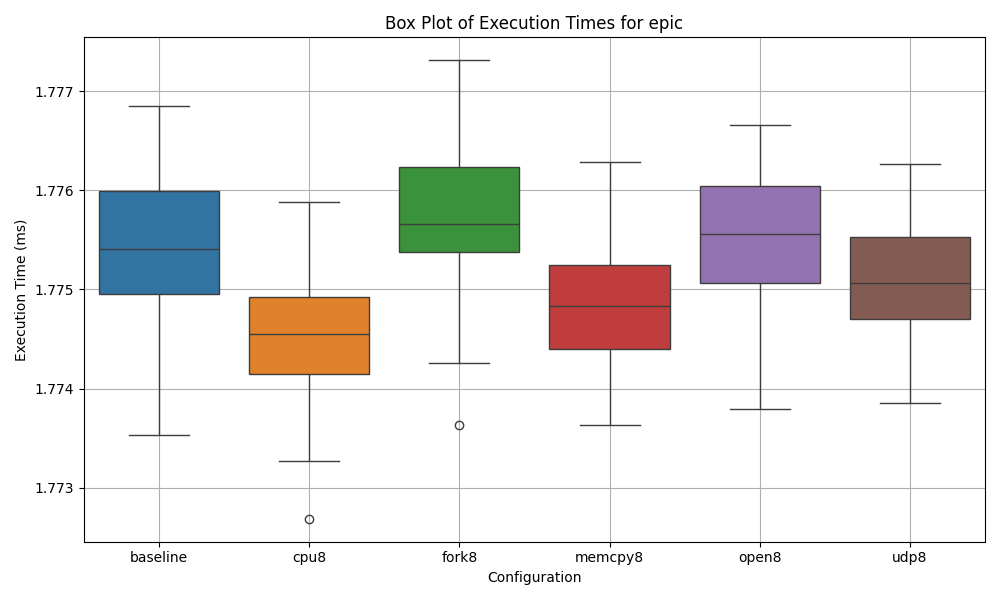 Box Plot of Execution Times for epic
Execution Time (ms)
1.777
1.776
1.775
1.774
1.773
baseline cpu8 fork8 memcpy8 open8 udp8
Configuration